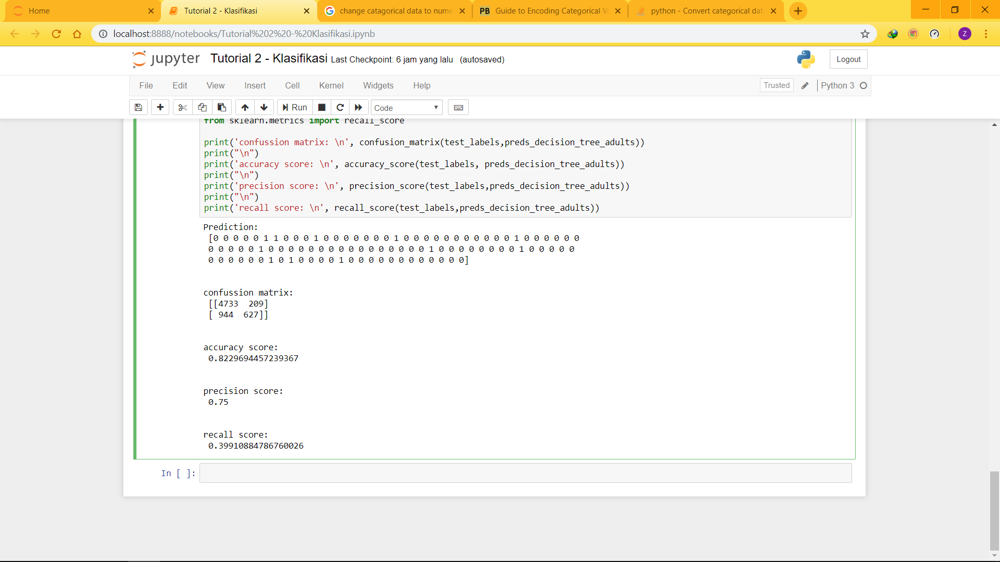 Home
Tutorial 2 - Klasifikasi
change catagorical data to nume
PB Guide to Encoding Categorical Va
python - Convert categorical data
localhost:8888/notebooks/Tutorial%202%20-%20Klasifikasi.ipynb
Z
jupyter Tutorial 2 - Klasifikasi Last Checkpoint: 6 jam yang lalu (autosaved)
Logout
File Edit View Insert Cell Kernel Widgets Help
Trusted
Python 3
Run
Code
from sklearn.metrics import recall_score
print('confussion matrix: \n', confusion_matrix(test_labels,preds_decision_tree_adults))
print("\n")
print('accuracy score: \n', accuracy_score(test_labels, preds_decision_tree_adults))
print("\n")
print('precision score: \n', precision_score(test_labels,preds_decision_tree_adults))
print("\n")
print('recall score: \n', recall_score(test_labels,preds_decision_tree_adults))
Prediction:
[0 0 0 0 0 1 1 0 0 0 1 0 0 0 0 0 0 0 1 0 0 0 0 0 0 0 0 0 0 0 1 0 0 0 0 0 0
0 0 0 0 0 1 0 0 0 0 0 0 0 0 0 0 0 0 0 0 0 0 1 0 0 0 0 0 0 0 0 1 0 0 0 0 0
0 0 0 0 0 0 1 0 1 0 0 0 0 1 0 0 0 0 0 0 0 0 0 0 0 0]
confussion matrix:
[[4733 209]
[ 944 627]]
accuracy score:
0.8229694457239367
precision score:
0.75
recall score:
0.39910884786760026
In [ ]: